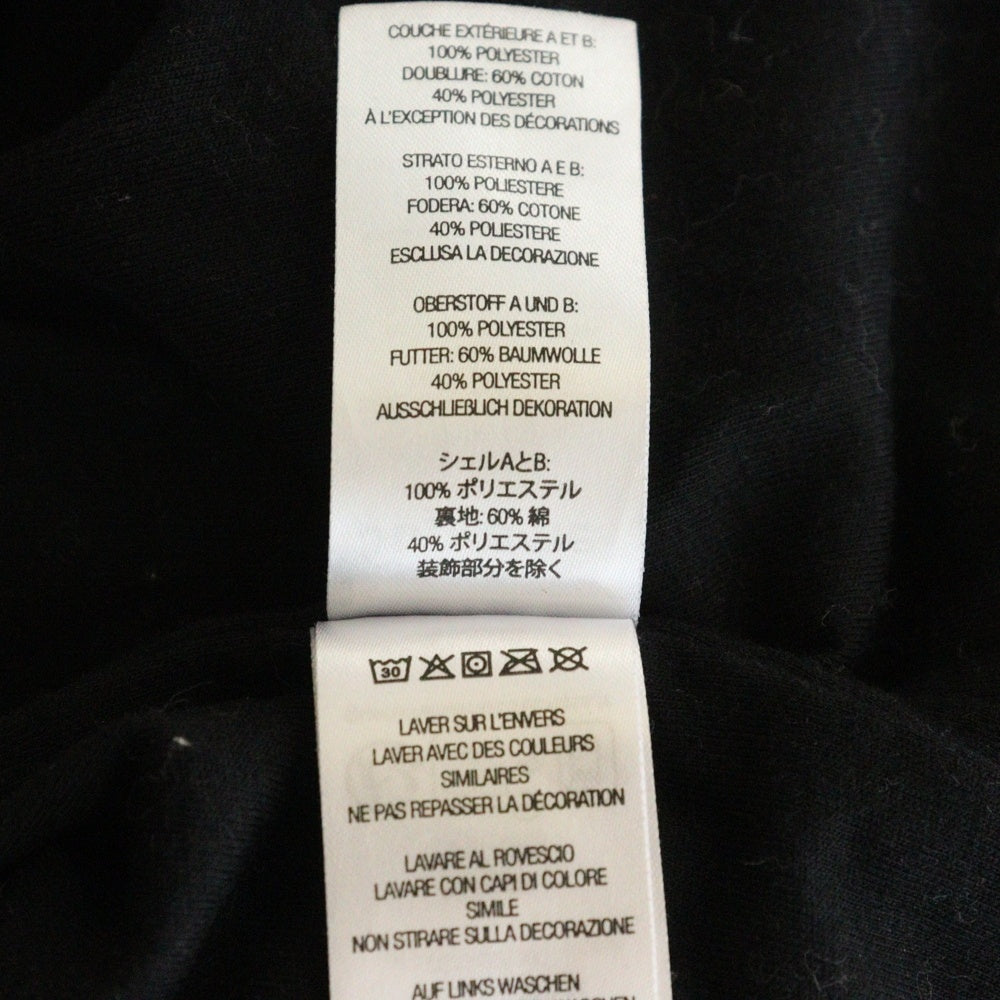 COUCHE EXTÉRIEURE A ET B:
100% POLYESTER
DOUBLURE: 60% COTON
40% POLYESTER
À L'EXCEPTION DES DÉCORATIONS
STRATO ESTERNO A E B:
100% POLIESTERE
FODERA: 60% COTONE
40% POLIESTERE
ESCLUSA LA DECORAZIONE
OBERSTOFF A UND B:
100% POLYESTER
FUTTER: 60% BAUMWOLLE
40% POLYESTER
AUSSCHLIEßLICH DEKORATION
シェルAとB:
100% ポリエステル
裏地: 60% 綿
40% ポリエステル
装飾部分を除く
30
LAVER SUR L'ENVERS
LAVER AVEC DES COULEURS
SIMILAIRES
NE PAS REPASSER LA DÉCORATION
LAVARE AL ROVESCIO
LAVARE CON CAPI DI COLORE
SIMILE
NON STIRARE SULLA DECORAZIONE
AUF LINKS WASCHEN